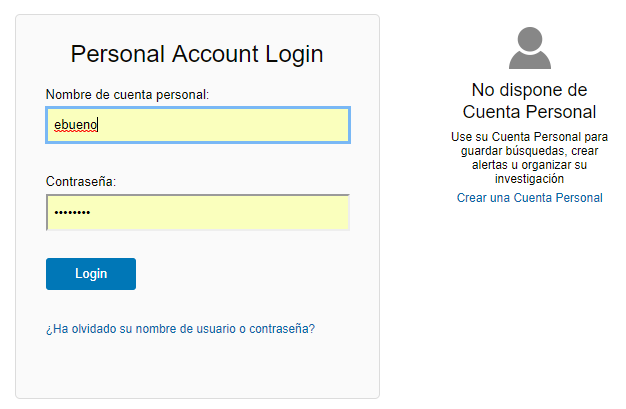 Personal Account Login
Nombre de cuenta personal:
ebueno
Contraseña:
••••••••
Login
¿Ha olvidado su nombre de usuario o contraseña?
No dispone de
Cuenta Personal
Use su Cuenta Personal para
guardar búsquedas, crear
alertas u organizar su
investigación
Crear una Cuenta Personal